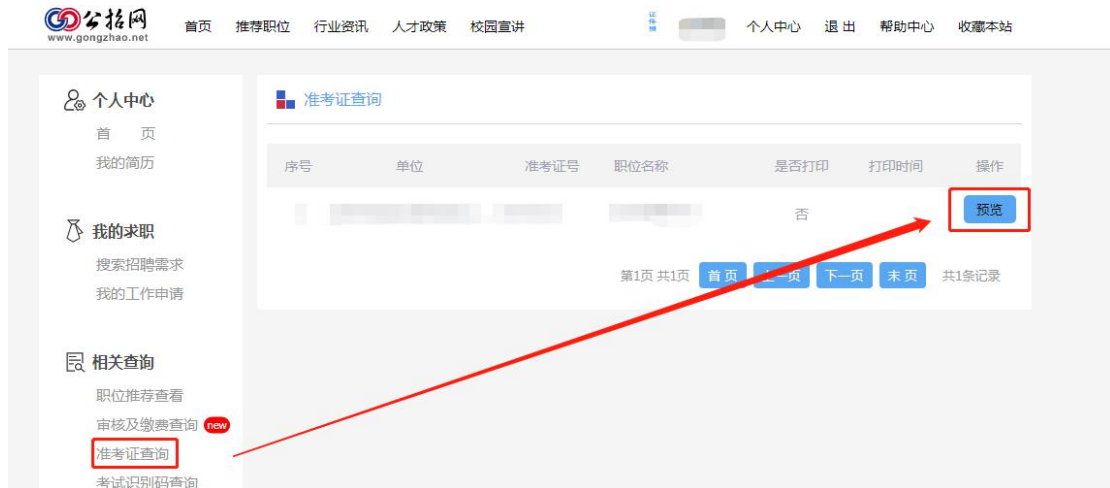 公招网
www.gongzhao.net
首页 推荐职位 行业资讯 人才政策 校园宣讲 个人中心 退出 帮助中心 收藏本站
个人中心
首 页
我的简历
我的求职
搜索招聘需求
我的工作申请
相关查询
职位推荐查看
审核及缴费查询 new
准考证查询
考试识别码查询
准考证查询
序号 单位 准考证号 职位名称 是否打印 打印时间 操作
否 预览
第1页 共1页 首页 上一页 下一页 末页 共1条记录